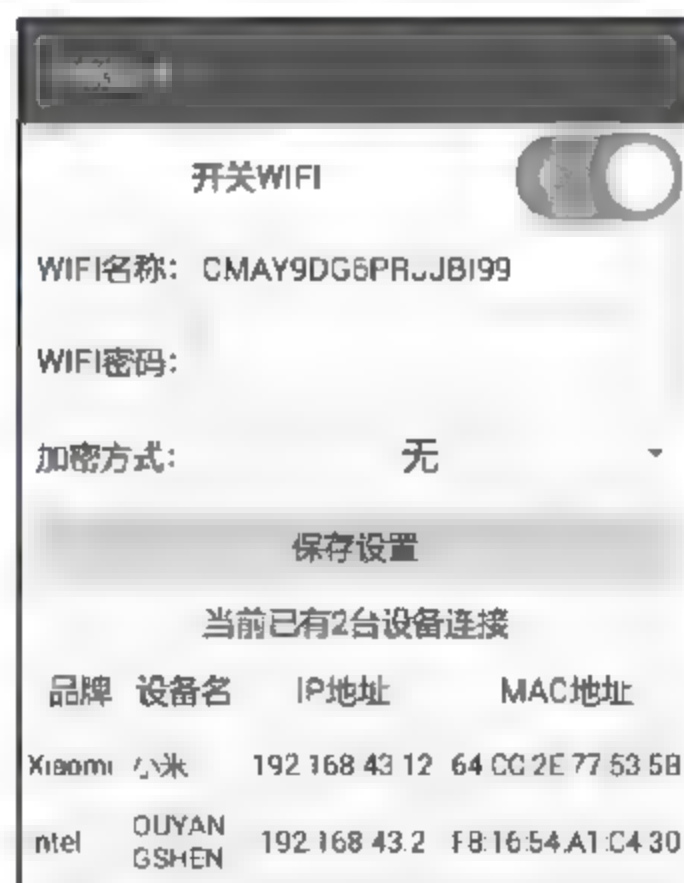 开关WIFI
WIFI名称:
WIFI密码:
加密方式: 无
保存设置
当前已有2台设备连接
品牌 设备名 IP地址 MAC地址
Xiaomi 小米 192.168.43.12 64:CC:2E:77:53:5B
ntel OUYAN GSHEN 192.168.43.2 F8:16:54:A1:C4:30